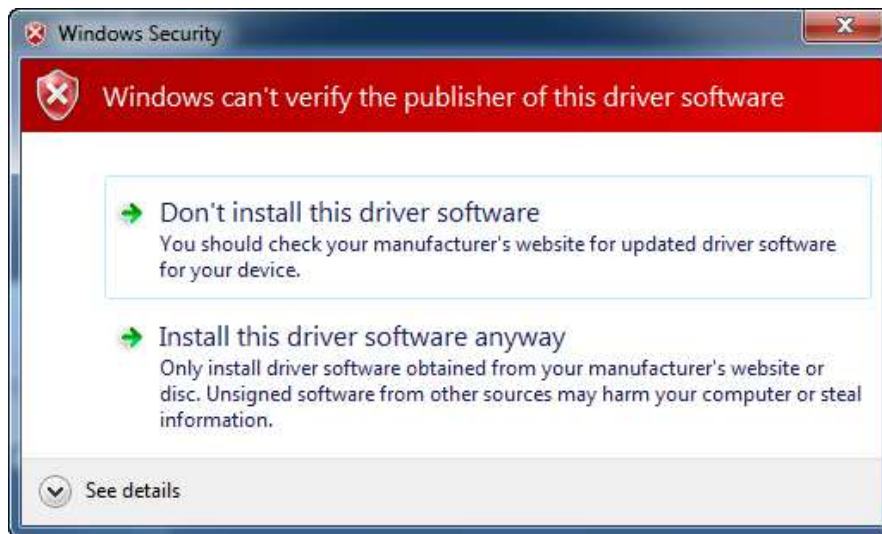 Windows Security
Windows can't verify the publisher of this driver software
Don't install this driver software
You should check your manufacturer's website for updated driver software
for your device.
Install this driver software anyway
Only install driver software obtained from your manufacturer's website or
disc. Unsigned software from other sources may harm your computer or steal
information.
See details